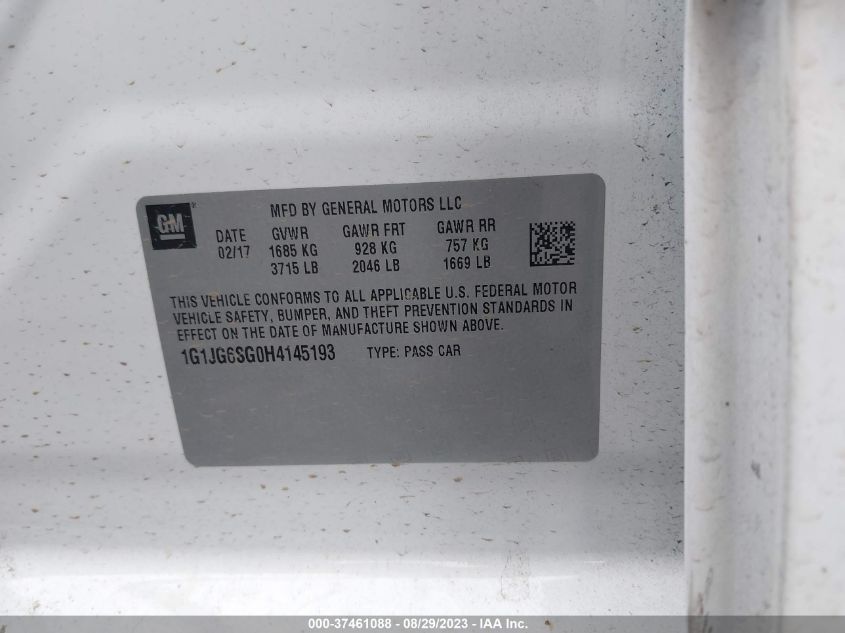 GM
MFD BY GENERAL MOTORS LLC
DATE GVWR GAWR FRT GAWR RR
02/17 1685 KG 928 KG 757 KG
3715 LB 2046 LB 1669 LB
THIS VEHICLE CONFORMS TO ALL APPLICABLE U.S. FEDERAL MOTOR
VEHICLE SAFETY, BUMPER, AND THEFT PREVENTION STANDARDS IN
EFFECT ON THE DATE OF MANUFACTURE SHOWN ABOVE.
1G1JG6SG0H4145193 TYPE: PASS CAR
000-37461088 - 08/29/2023 - IAA Inc.